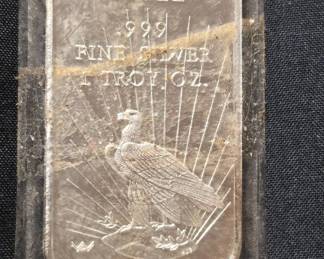 .999
FINE SILVER
1 TROY. OZ.